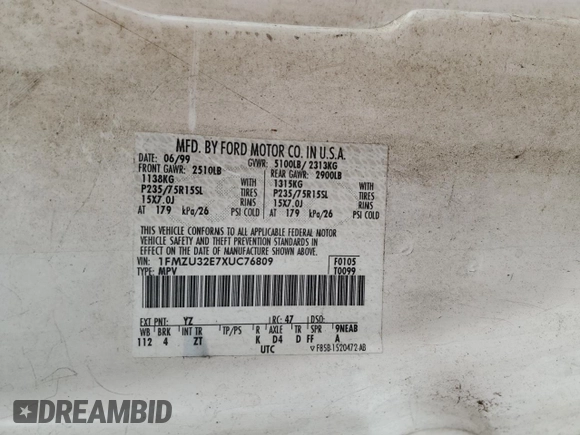 MFD. BY FORD MOTOR CO. IN U.S.A.
DATE: 06/99 GVWR: 5100LB/ 2313KG
FRONT GAWR: 2510LB REAR GAWR: 2900LB
1138KG WITH 1315KG WITH
P235/75R15SL TIRES P235/75R15SL TIRES
15X7.0J RIMS 15X7.0J RIMS
AT 179 kPa/26 PSI COLD AT 179 kPa/26 PSI COLD
THIS VEHICLE CONFORMS TO ALL APPLICABLE FEDERAL MOTOR
VEHICLE SAFETY AND THEFT PREVENTION STANDARDS IN
EFFECT ON THE DATE OF MANUFACTURE SHOWN ABOVE.
VIN: 1FMZU32E7XUC76809 F0105
TYPE: MPV T0099
EXT PNT: YZ RC: 47 DSO:
WB BRK INT TR TP/PS R AXLE TR SPR 9NEAB
112 4 ZT K D4 D FF A
UTC V F85B-1520472-AB
DREAMBID